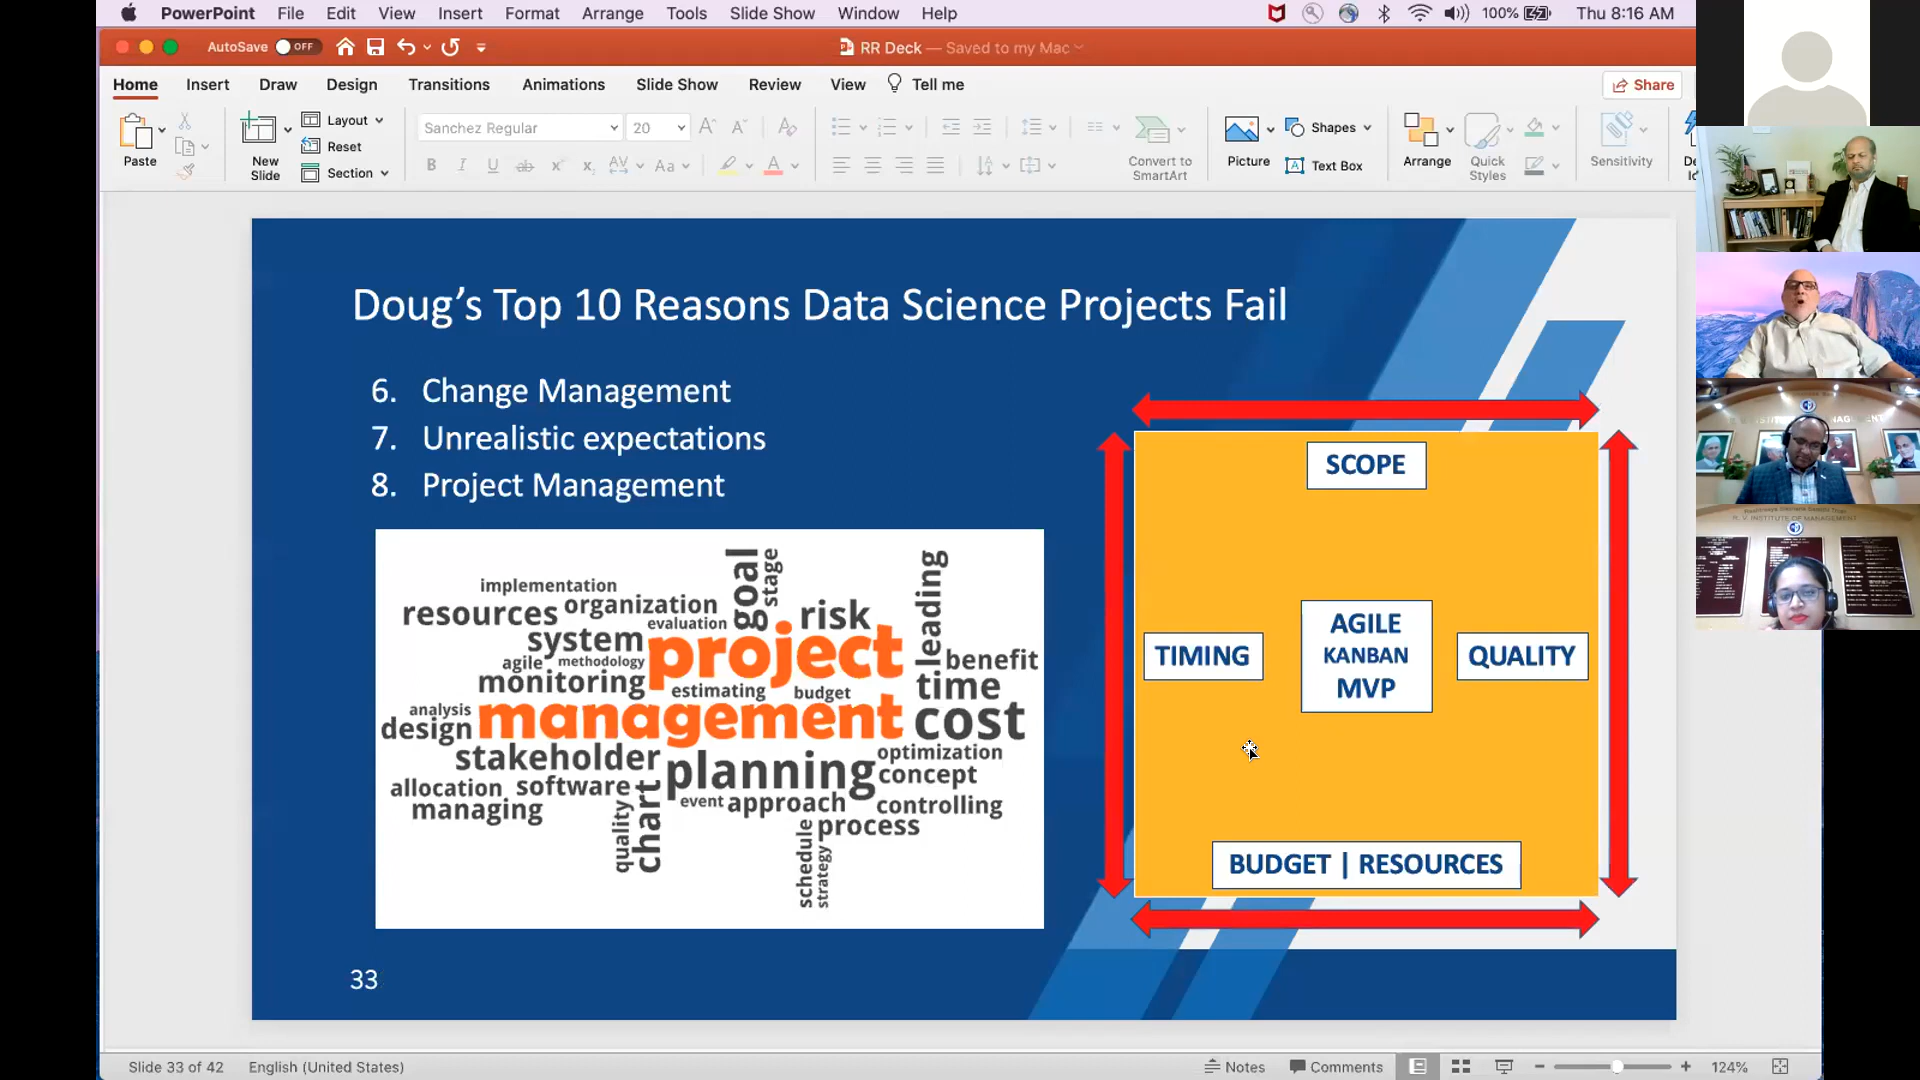 PowerPoint File Edit View Insert Format Arrange Tools Slide Show Window Help 100% Thu 8:16 AM
AutoSave OFF RR Deck — Saved to my Mac
Home Insert Draw Design Transitions Animations Slide Show Review View Tell me Share
Paste New Slide Layout Reset Section Sanchez Regular 20 Convert to SmartArt Picture Shapes Text Box Arrange Quick Styles Sensitivity
Doug's Top 10 Reasons Data Science Projects Fail
6. Change Management
7. Unrealistic expectations
8. Project Management
implementation
resources organization
evaluation
goal
stage
risk
leading
system
project
agile methodology
monitoring
estimating budget
benefit
time
analysis
design
management
cost
stakeholder
planning
optimization
concept
allocation software
event approach
controlling
managing
quality
chart
process
schedule
strategy
SCOPE
TIMING
AGILE
KANBAN
MVP
QUALITY
BUDGET | RESOURCES
33
R. V. INSTITUTE OF MANAGEMENT
Slide 33 of 42 English (United States) Notes Comments 124%